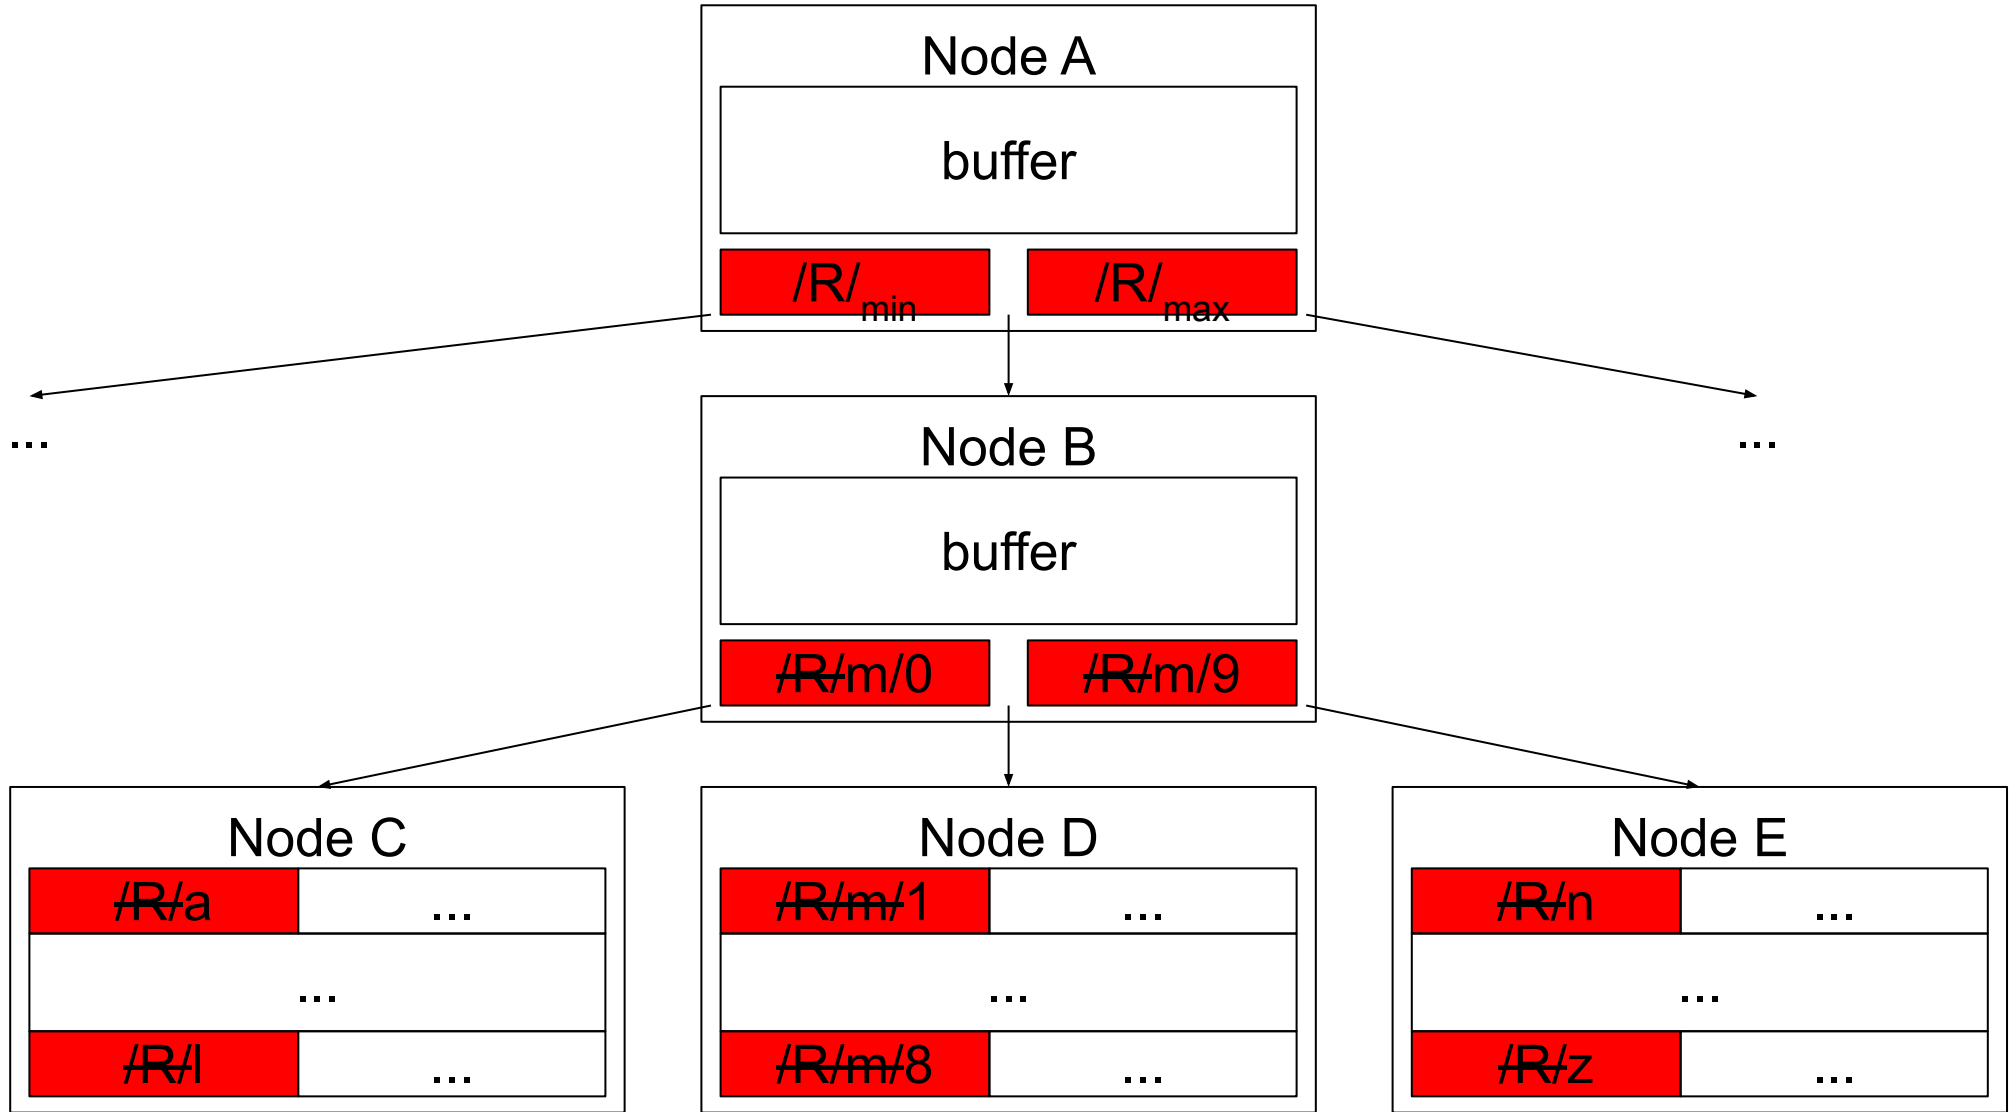 Node A
buffer
/R/min /R/max
... ...
Node B
buffer
/R/m/0 /R/m/9
Node C Node D Node E
/R/a ... /R/m/1 ... /R/n ...
... ... ...
/R/l ... /R/m/8 ... /R/z ...